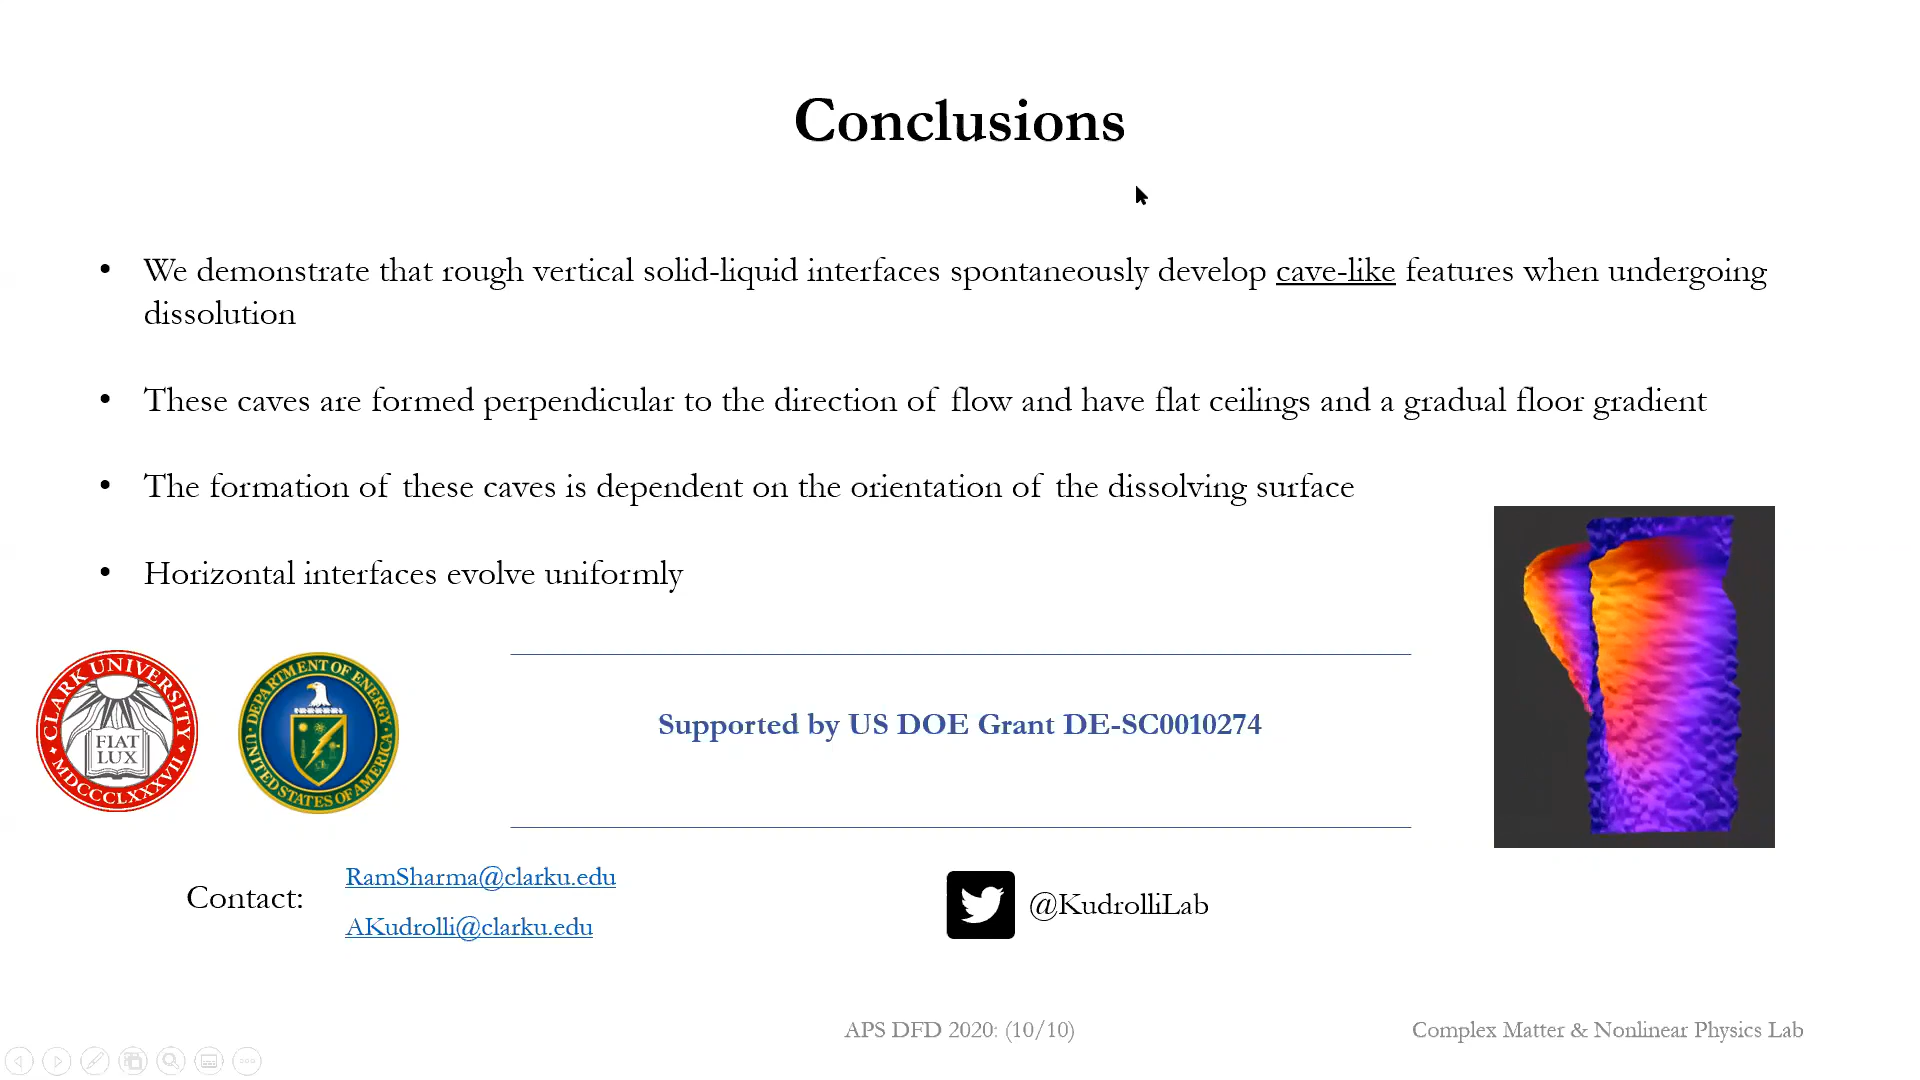 Conclusions
• We demonstrate that rough vertical solid-liquid interfaces spontaneously develop cave-like features when undergoing
dissolution
• These caves are formed perpendicular to the direction of flow and have flat ceilings and a gradual floor gradient
• The formation of these caves is dependent on the orientation of the dissolving surface
• Horizontal interfaces evolve uniformly
CLARK UNIVERSITY
FIAT
LUX
MDCCCLXXXVII
DEPARTMENT OF ENERGY
UNITED STATES OF AMERICA
Supported by US DOE Grant DE-SC0010274
Contact:
RamSharma@clarku.edu
AKudrolli@clarku.edu
@KudrolliLab
APS DFD 2020: (10/10)
Complex Matter & Nonlinear Physics Lab